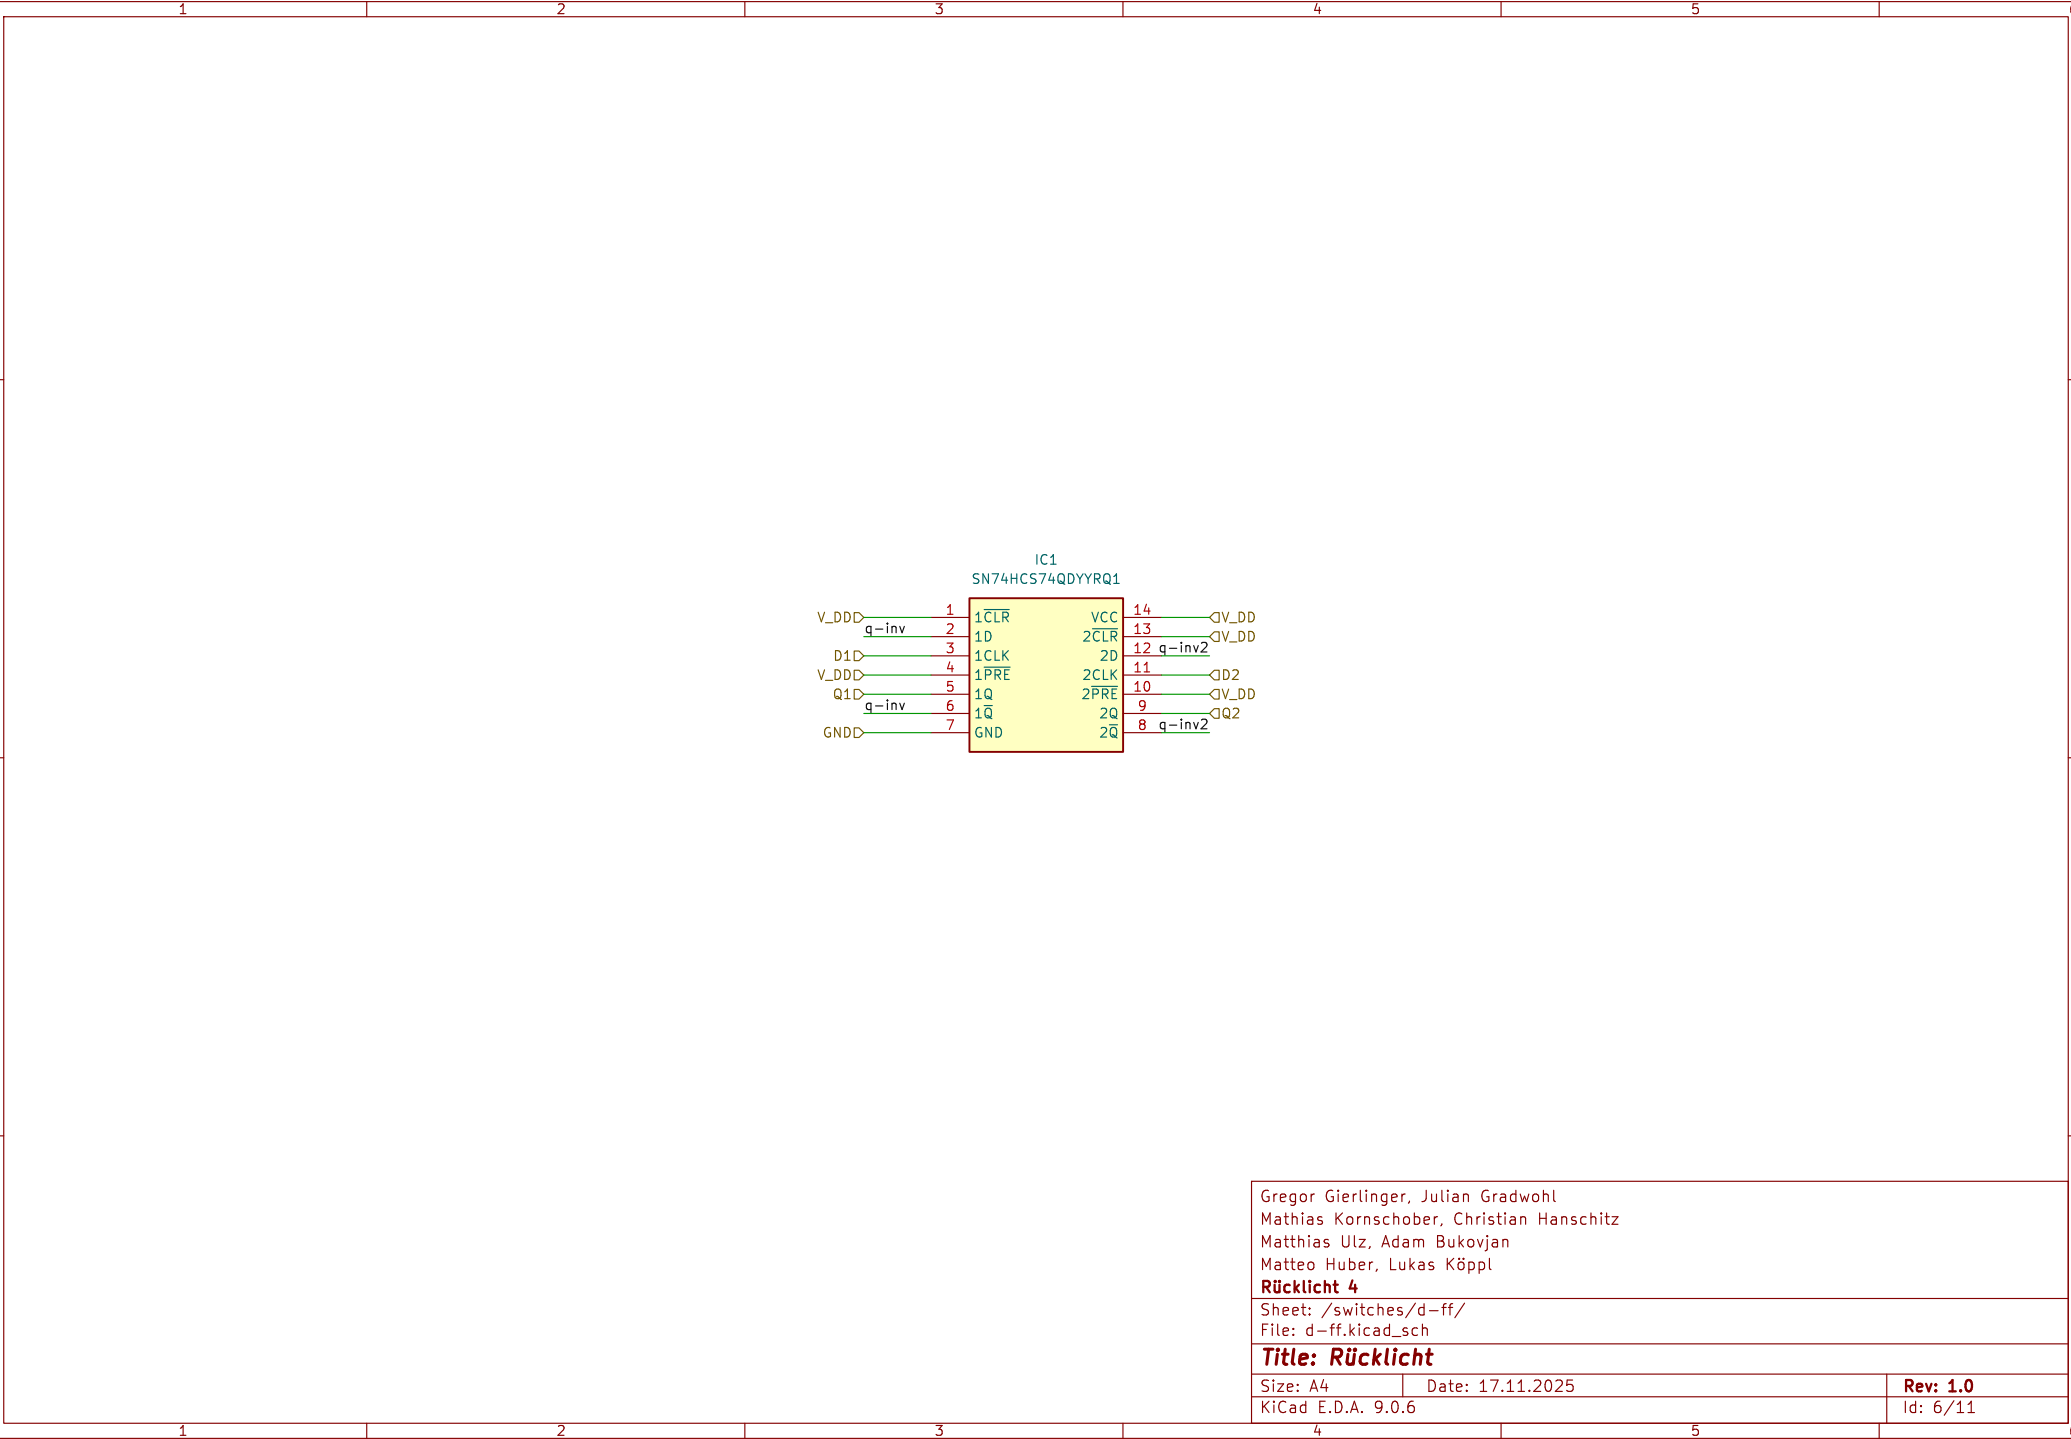 1 2 3 4 5
IC1
SN74HCS74QDYYRQ1
V_DD 1 1CLR VCC 14 V_DD
q-inv 2 1D 2CLR 13 V_DD
D1 3 1CLK 2D 12 q-inv2
V_DD 4 1PRE 2CLK 11 D2
Q1 5 1Q 2PRE 10 V_DD
q-inv 6 1Q 2Q 9 Q2
GND 7 GND 2Q 8 q-inv2
Gregor Gierlinger, Julian Gradwohl
Mathias Kornschober, Christian Hanschitz
Matthias Ulz, Adam Bukovjan
Matteo Huber, Lukas Köppl
Rücklicht 4
Sheet: /switches/d-ff/
File: d-ff.kicad_sch
Title: Rücklicht
Size: A4 Date: 17.11.2025 Rev: 1.0
KiCad E.D.A. 9.0.6 Id: 6/11
1 2 3 4 5